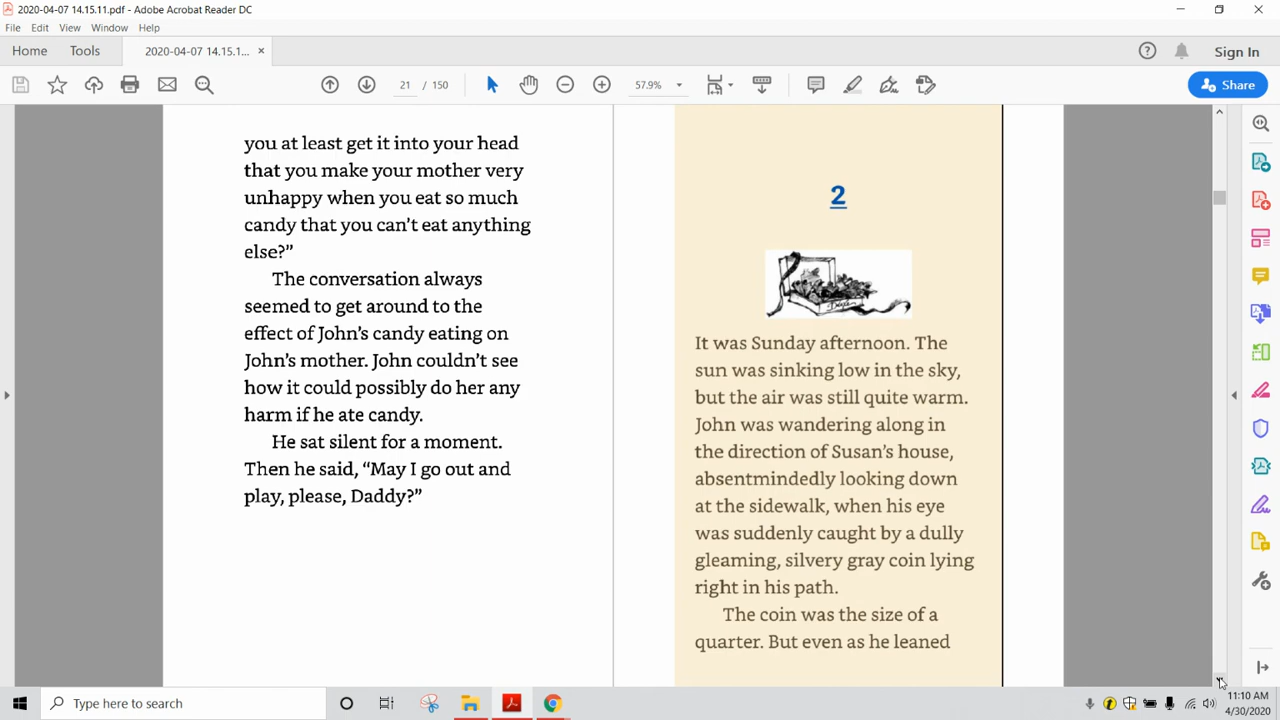 2020-04-07 14.15.11.pdf - Adobe Acrobat Reader DC
File Edit View Window Help
Home Tools 2020-04-07 14.15.1... × Sign In
21 / 150 57.9% Share
you at least get it into your head
that you make your mother very
unhappy when you eat so much
candy that you can't eat anything
else?”
The conversation always
seemed to get around to the
effect of John's candy eating on
John's mother. John couldn't see
how it could possibly do her any
harm if he ate candy.
He sat silent for a moment.
Then he said, “May I go out and
play, please, Daddy?”
2
It was Sunday afternoon. The
sun was sinking low in the sky,
but the air was still quite warm.
John was wandering along in
the direction of Susan's house,
absentmindedly looking down
at the sidewalk, when his eye
was suddenly caught by a dully
gleaming, silvery gray coin lying
right in his path.
The coin was the size of a
quarter. But even as he leaned
Type here to search
11:10 AM
4/30/2020